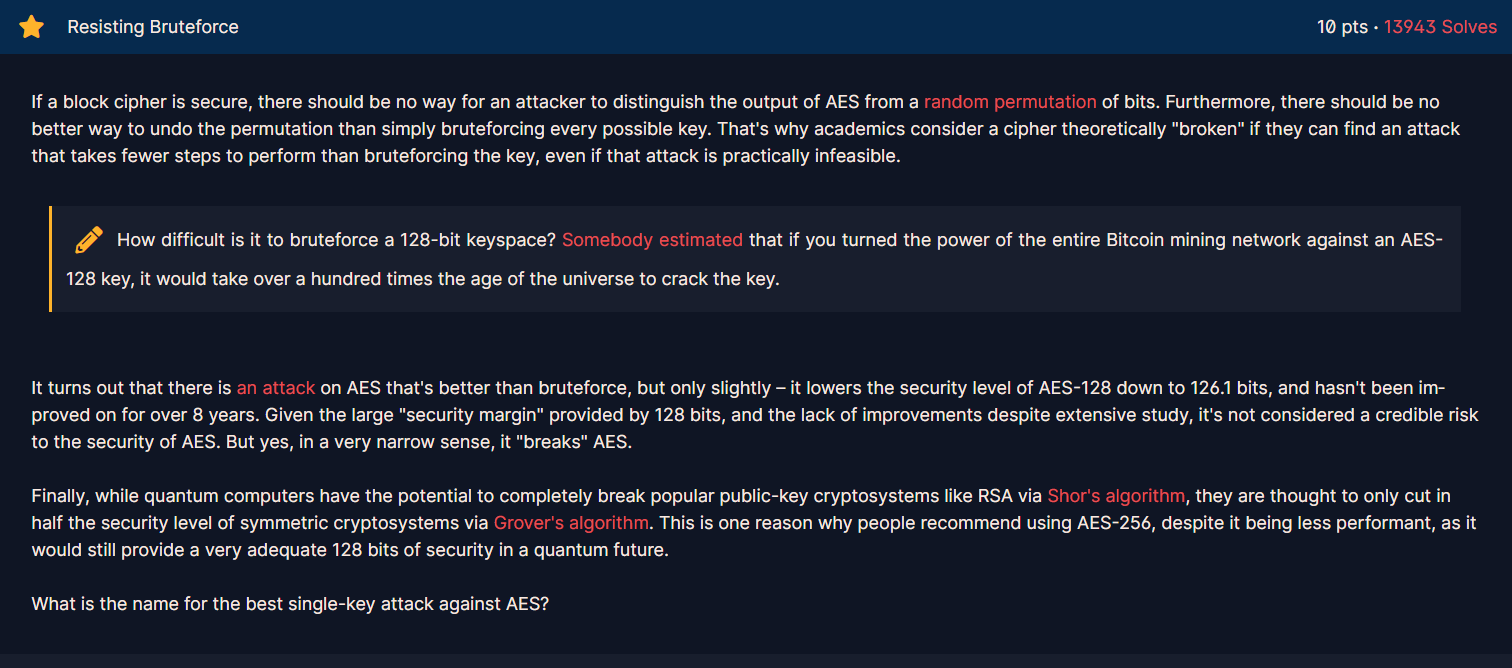 Resisting Bruteforce
10 pts · 13943 Solves
If a block cipher is secure, there should be no way for an attacker to distinguish the output of AES from a random permutation of bits. Furthermore, there should be no
better way to undo the permutation than simply bruteforcing every possible key. That's why academics consider a cipher theoretically "broken" if they can find an attack
that takes fewer steps to perform than bruteforcing the key, even if that attack is practically infeasible.
How difficult is it to bruteforce a 128-bit keyspace? Somebody estimated that if you turned the power of the entire Bitcoin mining network against an AES-
128 key, it would take over a hundred times the age of the universe to crack the key.
It turns out that there is an attack on AES that's better than bruteforce, but only slightly – it lowers the security level of AES-128 down to 126.1 bits, and hasn't been im-
proved on for over 8 years. Given the large "security margin" provided by 128 bits, and the lack of improvements despite extensive study, it's not considered a credible risk
to the security of AES. But yes, in a very narrow sense, it "breaks" AES.
Finally, while quantum computers have the potential to completely break popular public-key cryptosystems like RSA via Shor's algorithm, they are thought to only cut in
half the security level of symmetric cryptosystems via Grover's algorithm. This is one reason why people recommend using AES-256, despite it being less performant, as it
would still provide a very adequate 128 bits of security in a quantum future.
What is the name for the best single-key attack against AES?